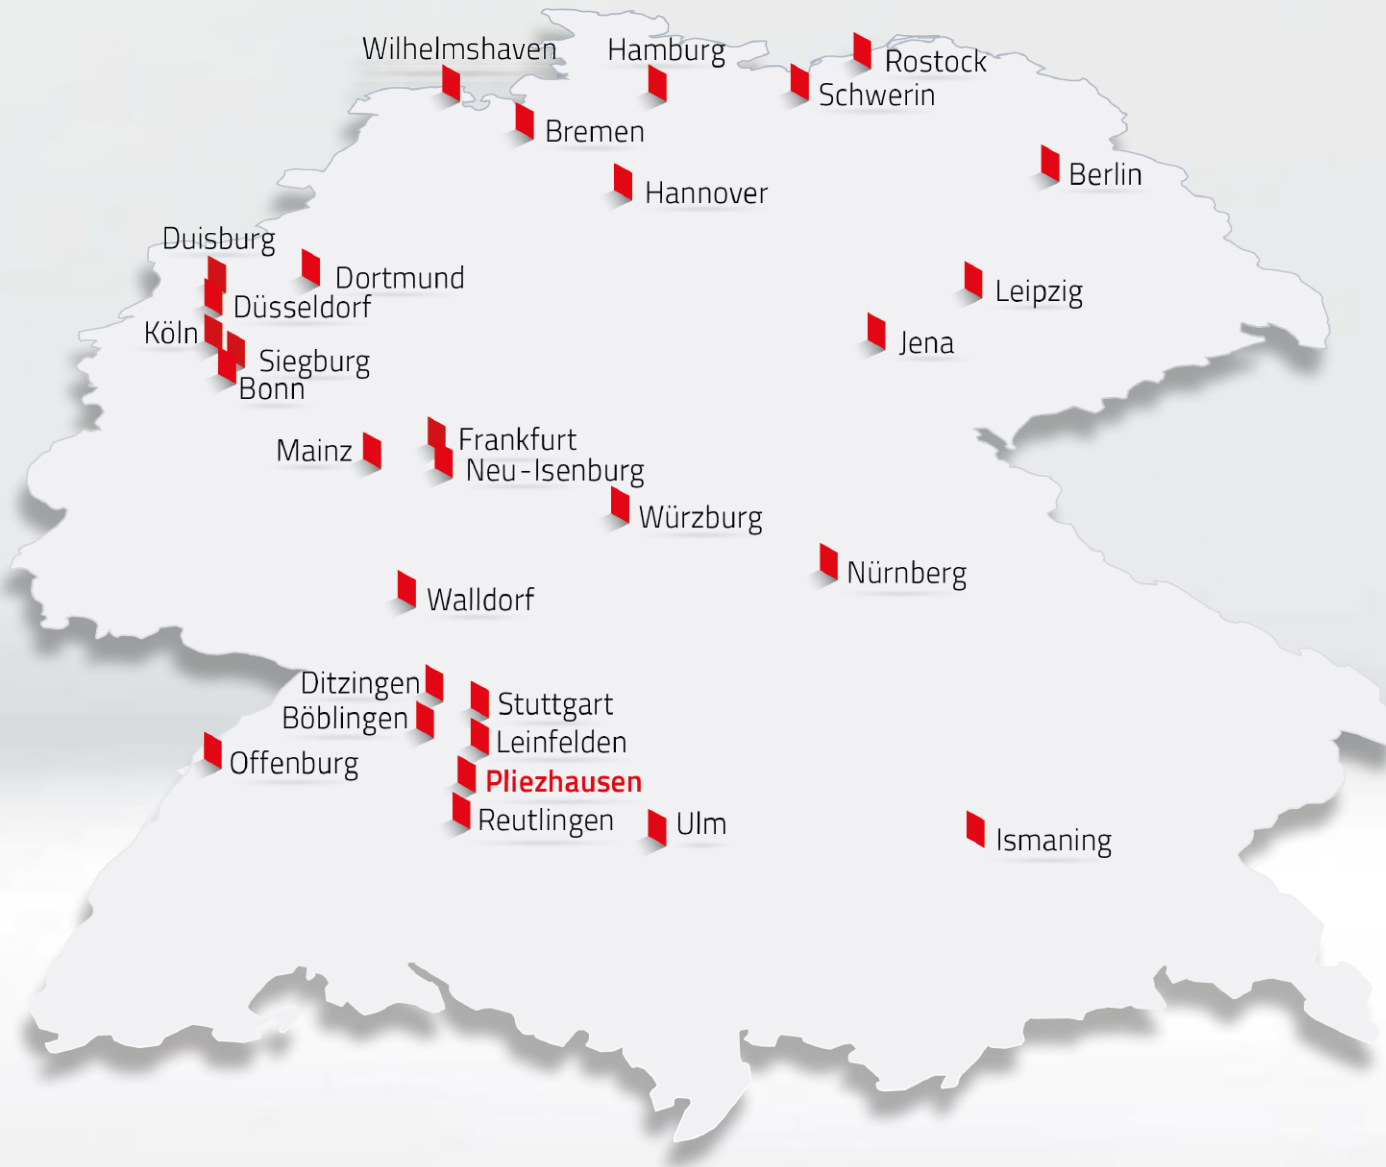 Wilhelmshaven
Hamburg
Rostock
Schwerin
Bremen
Berlin
Hannover
Duisburg
Dortmund
Leipzig
Düsseldorf
Köln
Jena
Siegburg
Bonn
Frankfurt
Mainz
Neu-Isenburg
Würzburg
Nürnberg
Walldorf
Ditzingen
Stuttgart
Böblingen
Leinfelden
Offenburg
Pliezhausen
Reutlingen
Ulm
Ismaning